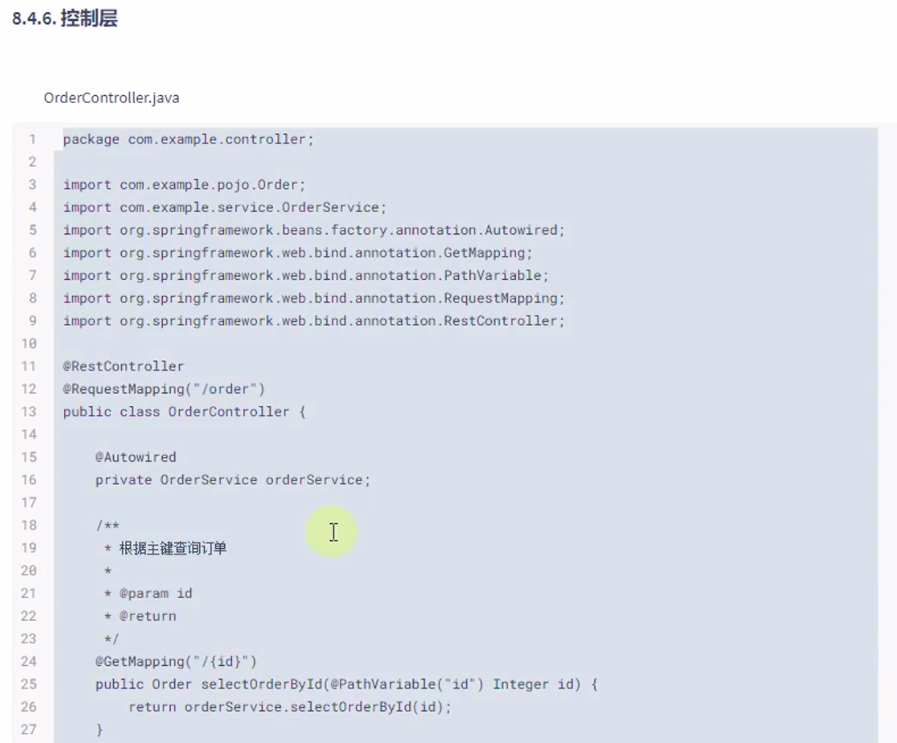 8.4.6. 控制层
OrderController.java
1 package com.example.controller;
2
3 import com.example.pojo.Order;
4 import com.example.service.OrderService;
5 import org.springframework.beans.factory.annotation.Autowired;
6 import org.springframework.web.bind.annotation.GetMapping;
7 import org.springframework.web.bind.annotation.PathVariable;
8 import org.springframework.web.bind.annotation.RequestMapping;
9 import org.springframework.web.bind.annotation.RestController;
10
11 @RestController
12 @RequestMapping("/order")
13 public class OrderController {
14
15     @Autowired
16     private OrderService orderService;
17
18     /**
19      * 根据主键查询订单
20      *
21      * @param id
22      * @return
23      */
24     @GetMapping("/{id}")
25     public Order selectOrderById(@PathVariable("id") Integer id) {
26         return orderService.selectOrderById(id);
27     }